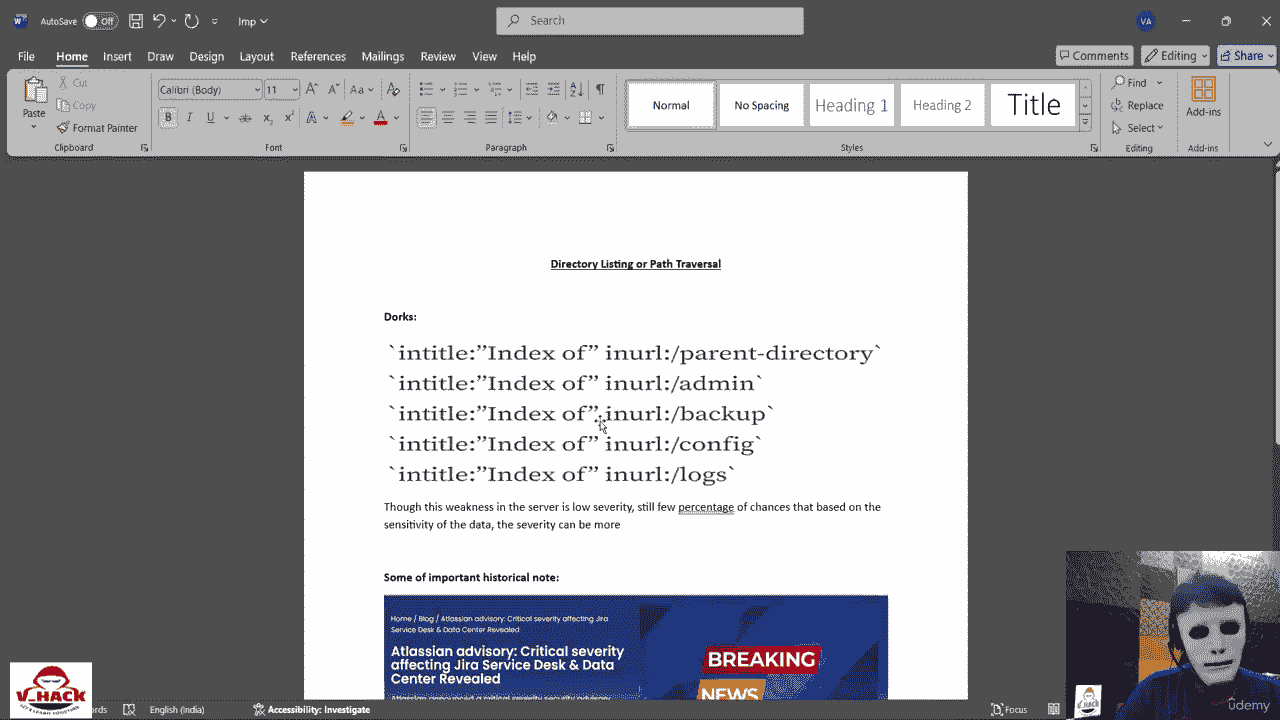 AutoSave Off Imp Search VA
File Home Insert Draw Design Layout References Mailings Review View Help Comments Editing Share
Paste Cut Copy Format Painter
Calibri (Body) 11
Normal No Spacing Heading 1 Heading 2 Title
Find Replace Select Add-ins
Clipboard Font Paragraph Styles Editing Add-ins
Directory Listing or Path Traversal
Dorks:
`intitle:”Index of” inurl:/parent-directory`
`intitle:”Index of” inurl:/admin`
`intitle:”Index of” inurl:/backup`
`intitle:”Index of” inurl:/config`
`intitle:”Index of” inurl:/logs`
Though this weakness in the server is low severity, still few percentage of chances that based on the
sensitivity of the data, the severity can be more
Some of important historical note:
Home / Blog / Atlassian advisory: Critical severity affecting Jira
Service Desk & Data Center Revealed
Atlassian advisory: Critical severity
affecting Jira Service Desk & Data
Center Revealed
BREAKING
NEWS
V_HACK
English (India) Accessibility: Investigate Focus
Udemy